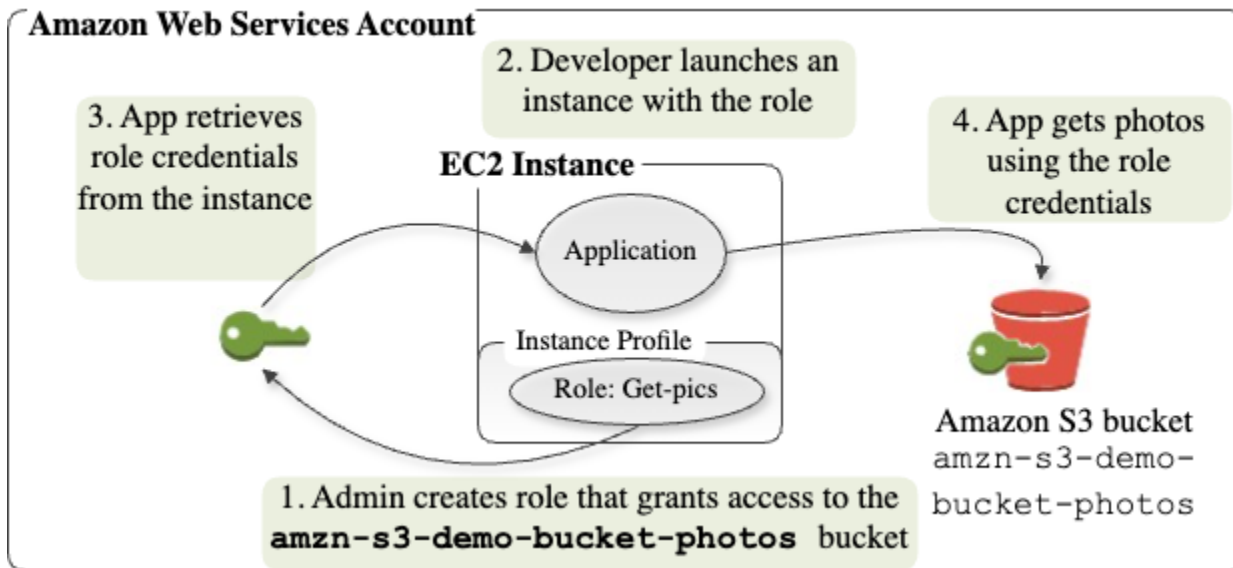 Amazon Web Services Account
2. Developer launches an
instance with the role
3. App retrieves
role credentials
from the instance
4. App gets photos
using the role
credentials
EC2 Instance
Application
Instance Profile
Role: Get-pics
Amazon S3 bucket
amzn-s3-demo-
bucket-photos
1. Admin creates role that grants access to the
amzn-s3-demo-bucket-photos bucket